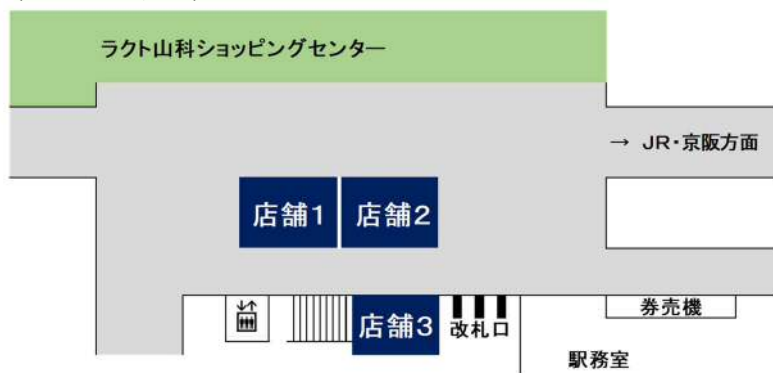 ラクト山科ショッピングセンター
→ JR・京阪方面
店舗1
店舗2
店舗3
改札口
券売機
駅務室